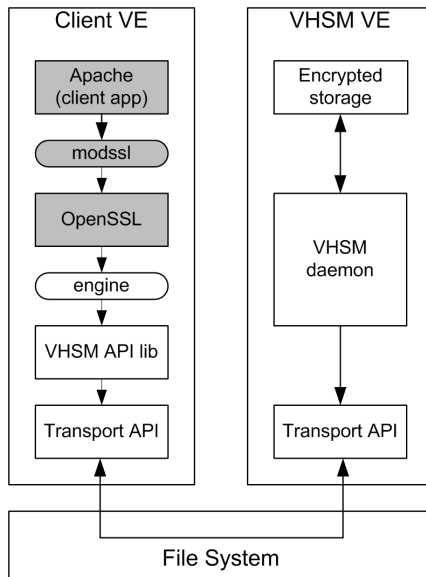 Client VE
Apache
(client app)
modssl
OpenSSL
engine
VHSM API lib
Transport API
VHSM VE
Encrypted
storage
VHSM
daemon
Transport API
File System